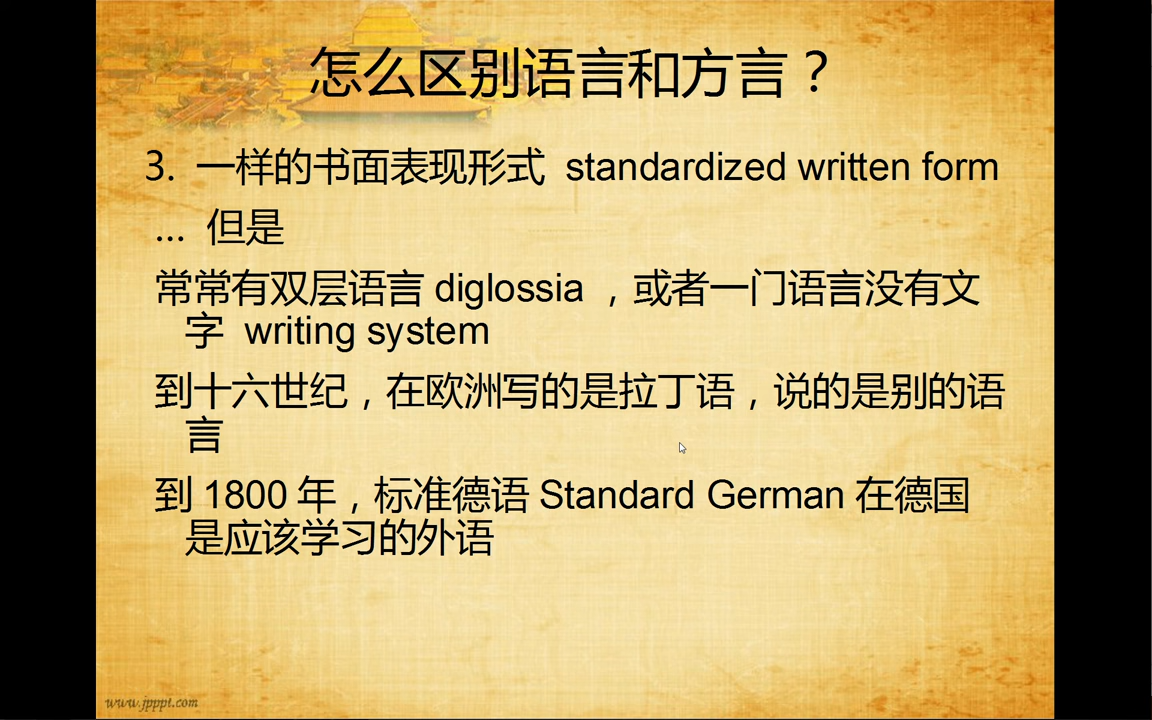 怎么区别语言和方言？
3. 一样的书面表现形式 standardized written form
... 但是
常常有双层语言 diglossia ，或者一门语言没有文
字 writing system
到十六世纪，在欧洲写的是拉丁语，说的是别的语
言
到 1800 年，标准德语 Standard German 在德国
是应该学习的外语
www.jpppt.com